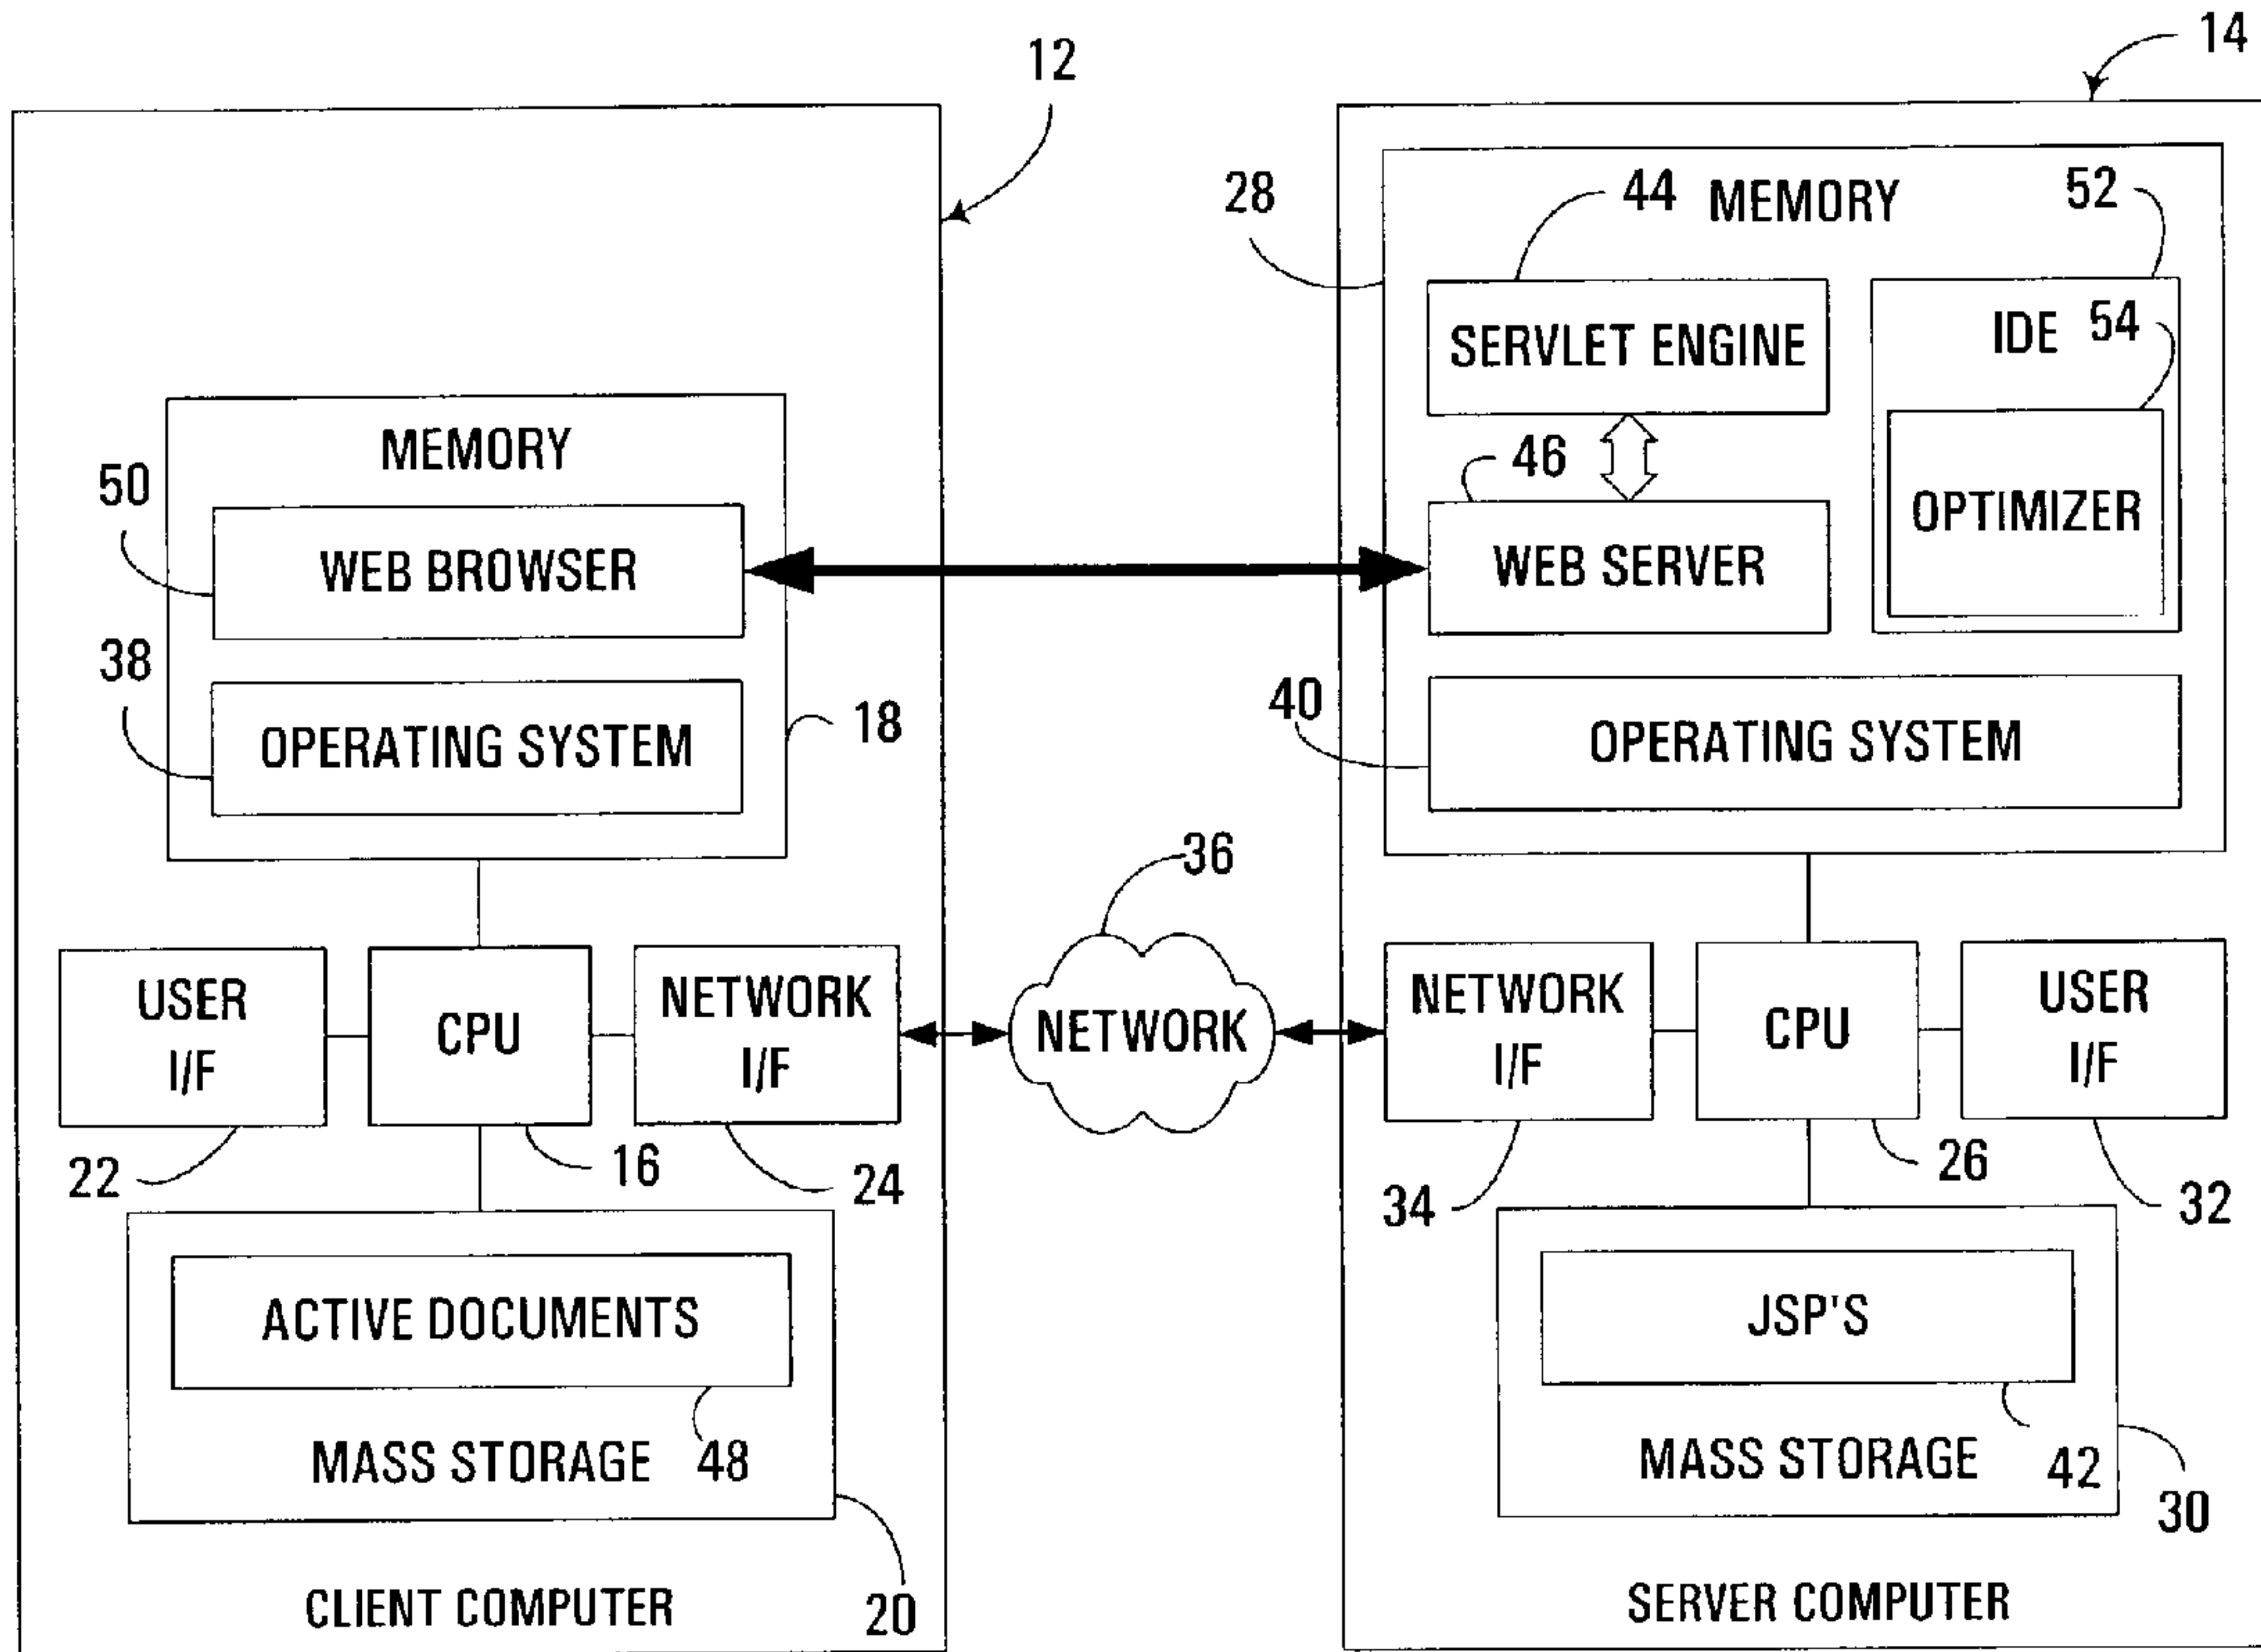 12
14
28
44
MEMORY
52
SERVLET ENGINE
IDE
54
MEMORY
50
46
OPTIMIZER
WEB BROWSER
WEB SERVER
38
OPERATING SYSTEM
18
40
OPERATING SYSTEM
36
USER
I/F
CPU
NETWORK
I/F
NETWORK
NETWORK
I/F
CPU
USER
I/F
22
16
24
34
26
32
ACTIVE DOCUMENTS
MASS STORAGE
48
JSP'S
MASS STORAGE
42
30
20
CLIENT COMPUTER
SERVER COMPUTER